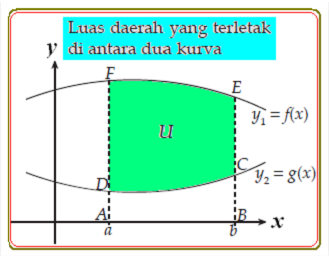 Luas daerah yang terletak
di antara dua kurva
y
F
E
y₁ = f(x)
U
D
C
y₂ = g(x)
A
B
x
a
b